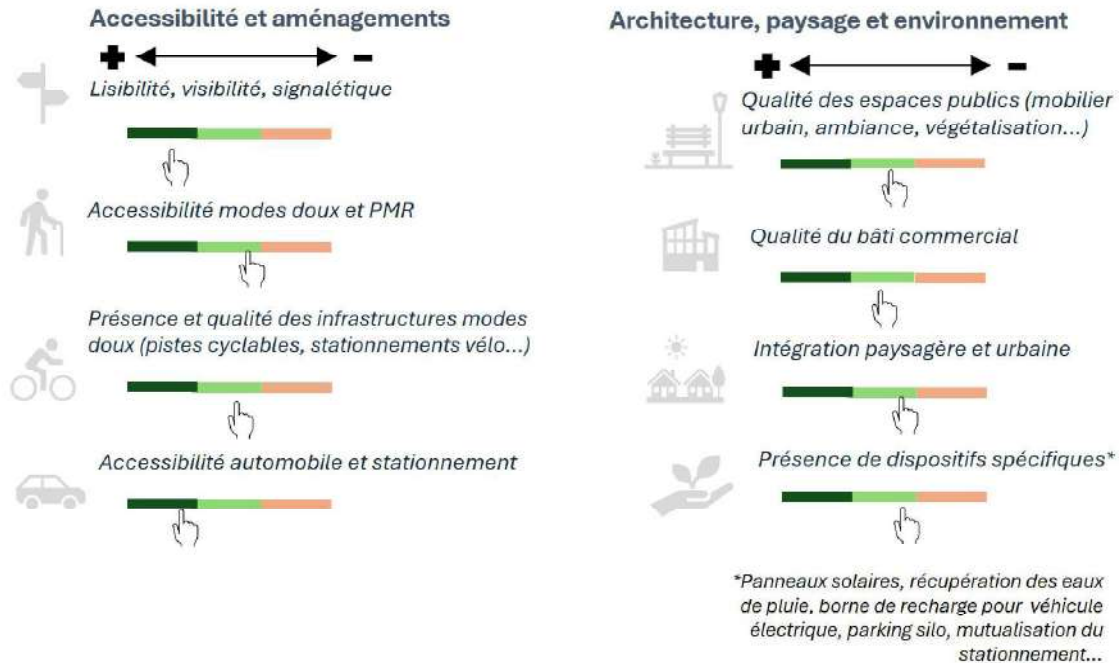 Accessibilité et aménagements
+ -
Lisibilité, visibilité, signalétique
Accessibilité modes doux et PMR
Présence et qualité des infrastructures modes
doux (pistes cyclables, stationnements vélo...)
Accessibilité automobile et stationnement
Architecture, paysage et environnement
+ -
Qualité des espaces publics (mobilier
urbain, ambiance, végétalisation...)
Qualité du bâti commercial
Intégration paysagère et urbaine
Présence de dispositifs spécifiques*
*Panneaux solaires, récupération des eaux
de pluie, borne de recharge pour véhicule
électrique, parking silo, mutualisation du
stationnement...